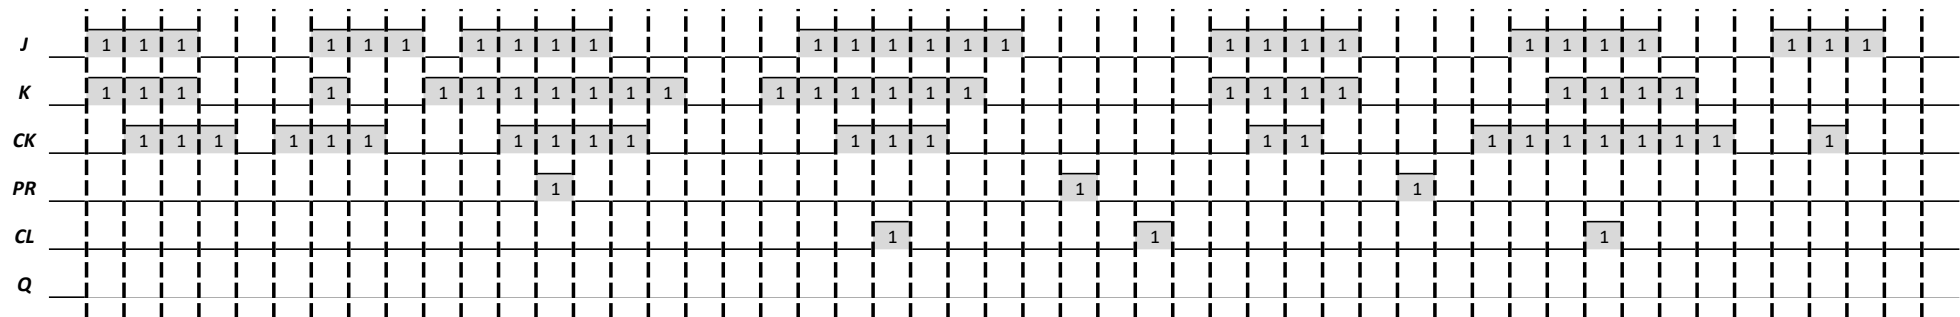 J 1 1 1 1 1 1 1 1 1 1 1 1 1 1 1 1 1 1 1 1 1 1 1 1 1 1 1
K 1 1 1 1 1 1 1 1 1 1 1 1 1 1 1 1 1 1 1 1 1 1 1 1 1
CK 1 1 1 1 1 1 1 1 1 1 1 1 1 1 1 1 1 1 1 1 1 1 1
PR 1 1 1
CL 1 1 1
Q